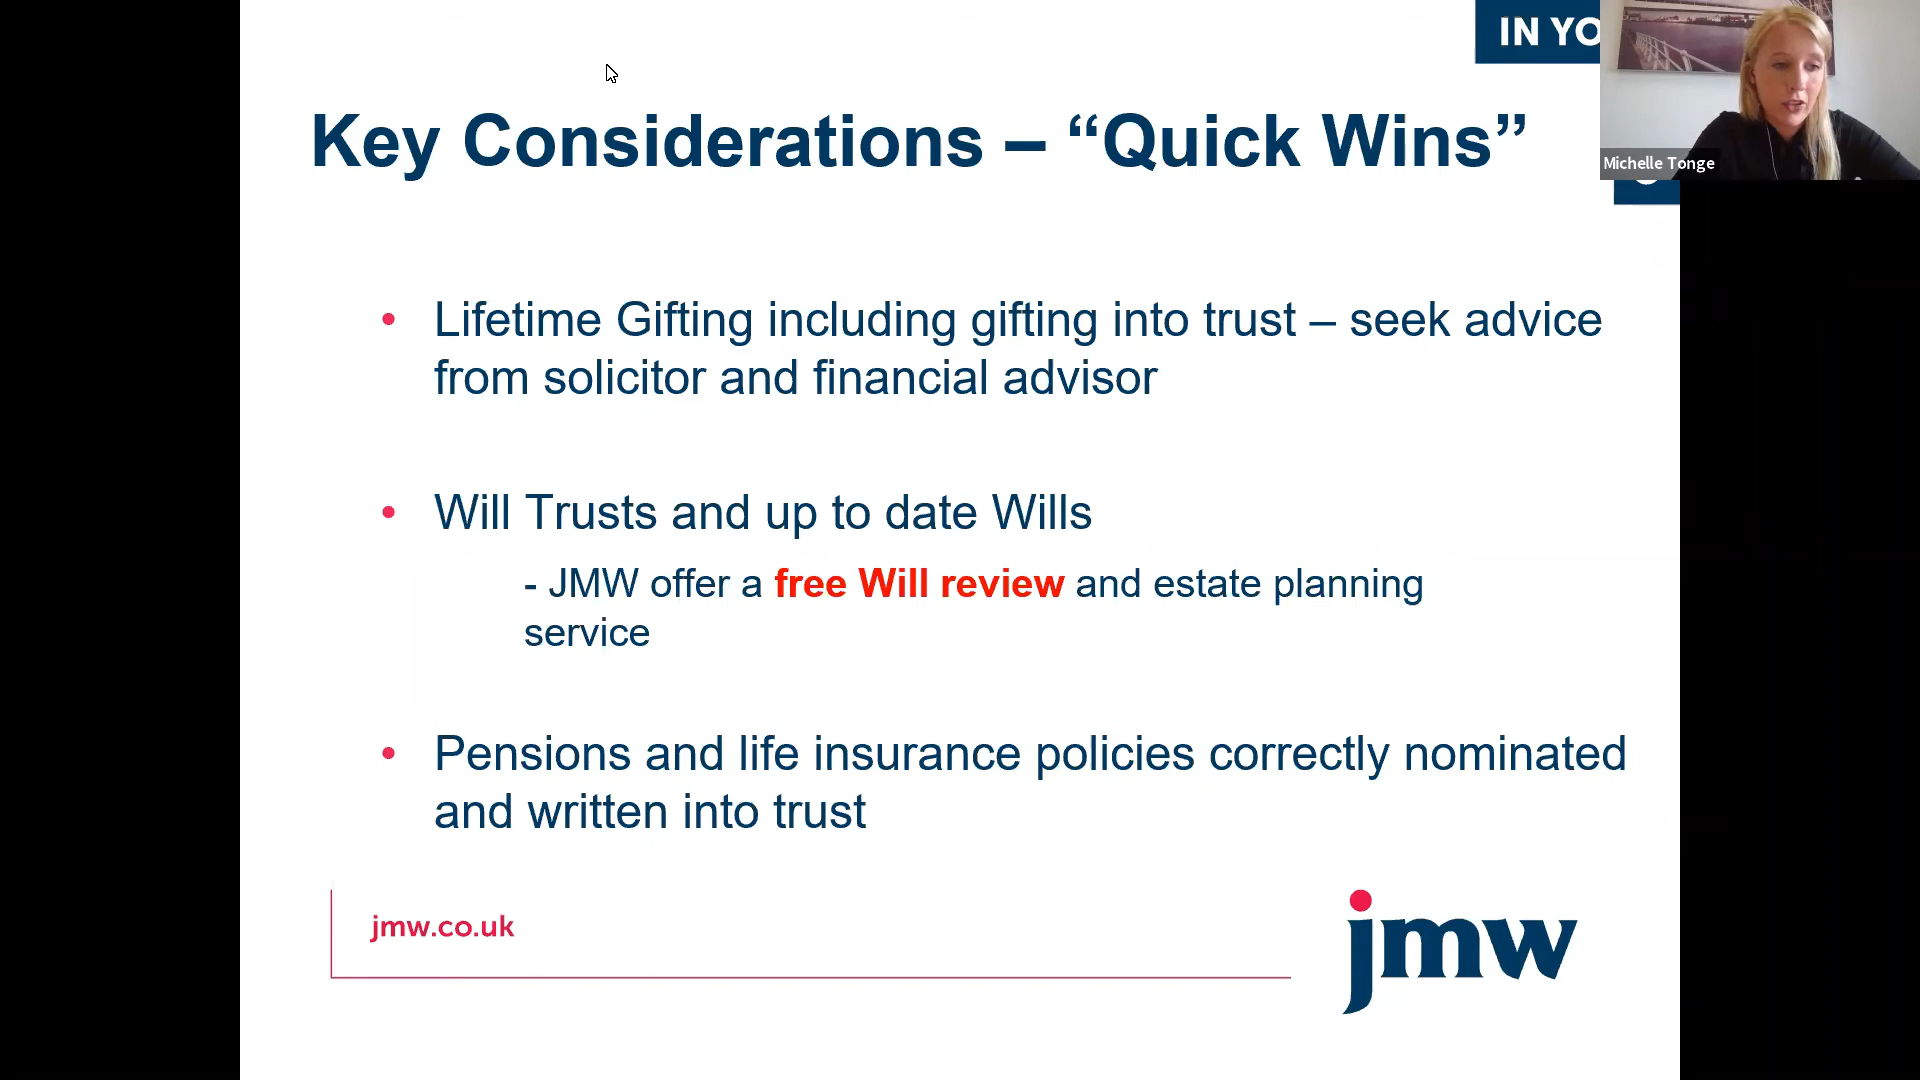 IN YO
Key Considerations – “Quick Wins”
Michelle Tonge
• Lifetime Gifting including gifting into trust – seek advice
from solicitor and financial advisor
• Will Trusts and up to date Wills
- JMW offer a free Will review and estate planning
service
• Pensions and life insurance policies correctly nominated
and written into trust
jmw.co.uk
jmw